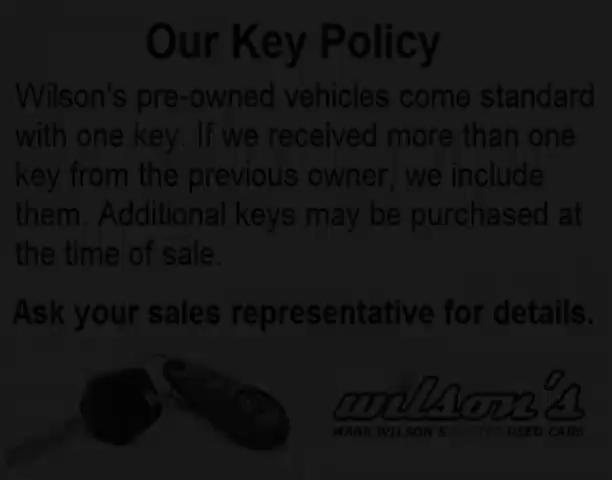 Our Key Policy
Wilson's pre-owned vehicles come standard
with one key. If we received more than one
key from the previous owner, we include
them. Additional keys may be purchased at
the time of sale.
Ask your sales representative for details.
wilson's
MARK WILSON'S USED CARS